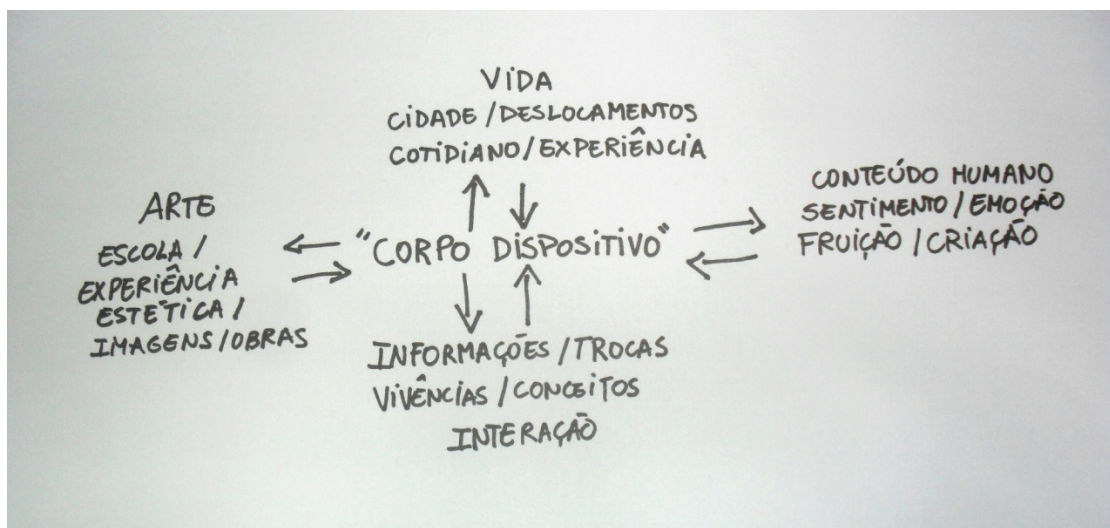 VIDA
CIDADE / DESLOCAMENTOS
COTIDIANO / EXPERIÊNCIA
ARTE
ESCOLA /
EXPERIÊNCIA
ESTÉTICA /
IMAGENS / OBRAS
"CORPO DISPOSITIVO"
CONTEÚDO HUMANO
SENTIMENTO / EMOÇÃO
FRUIÇÃO / CRIAÇÃO
INFORMAÇÕES / TROCAS
VIVÊNCIAS / CONCEITOS
INTERAÇÃO